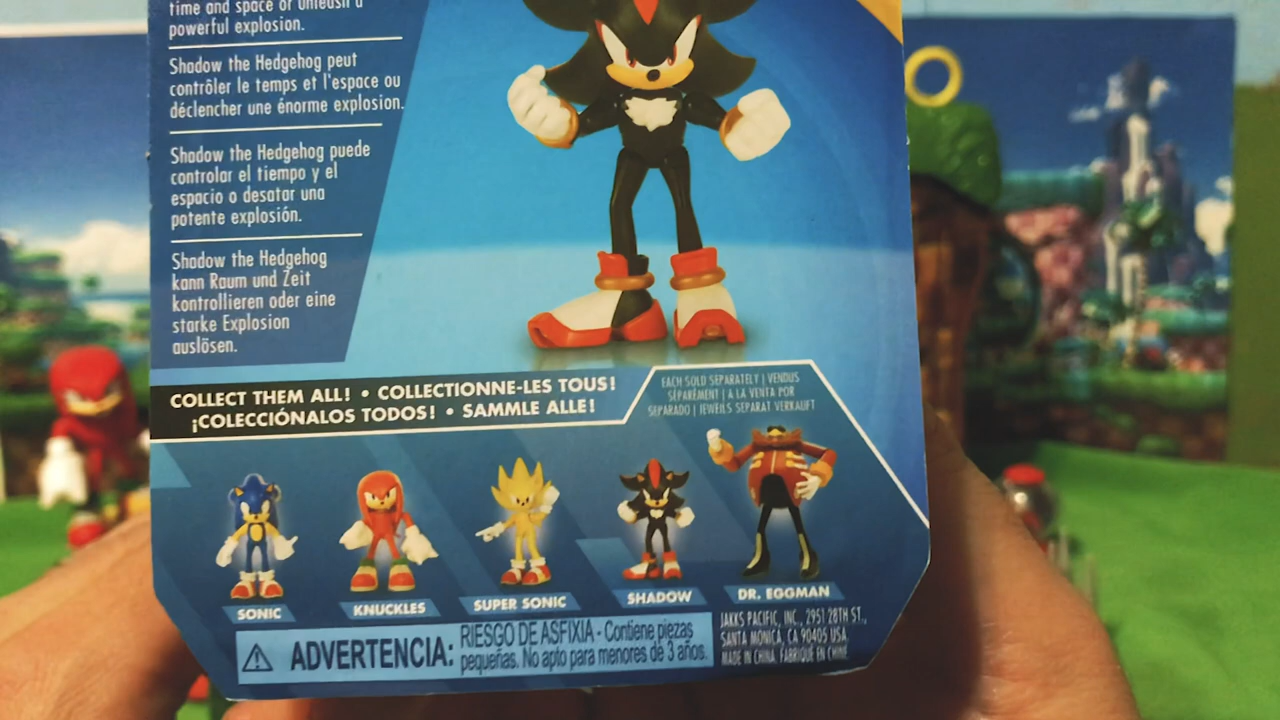 time and space or unleash a
powerful explosion.
Shadow the Hedgehog peut
contrôler le temps et l'espace ou
déclencher une énorme explosion.
Shadow the Hedgehog puede
controlar el tiempo y el
espacio o desatar una
potente explosión.
Shadow the Hedgehog
kann Raum und Zeit
kontrollieren oder eine
starke Explosion
auslösen.
COLLECT THEM ALL! • COLLECTIONNE-LES TOUS!
¡COLECCIÓNALOS TODOS! • SAMMLE ALLE!
EACH SOLD SEPARATELY | VENDUS
SÉPARÉMENT | A LA VENTA POR
SEPARADO | JEWEILS SEPARAT VERKAUFT
SONIC
KNUCKLES
SUPER SONIC
SHADOW
DR. EGGMAN
ADVERTENCIA: RIESGO DE ASFIXIA - Contiene piezas
pequeñas. No apto para menores de 3 años.
JAKKS PACIFIC, INC., 2951 28TH ST.,
SANTA MONICA, CA 90405 USA.
MADE IN CHINA. FABRIQUÉ EN CHINE.